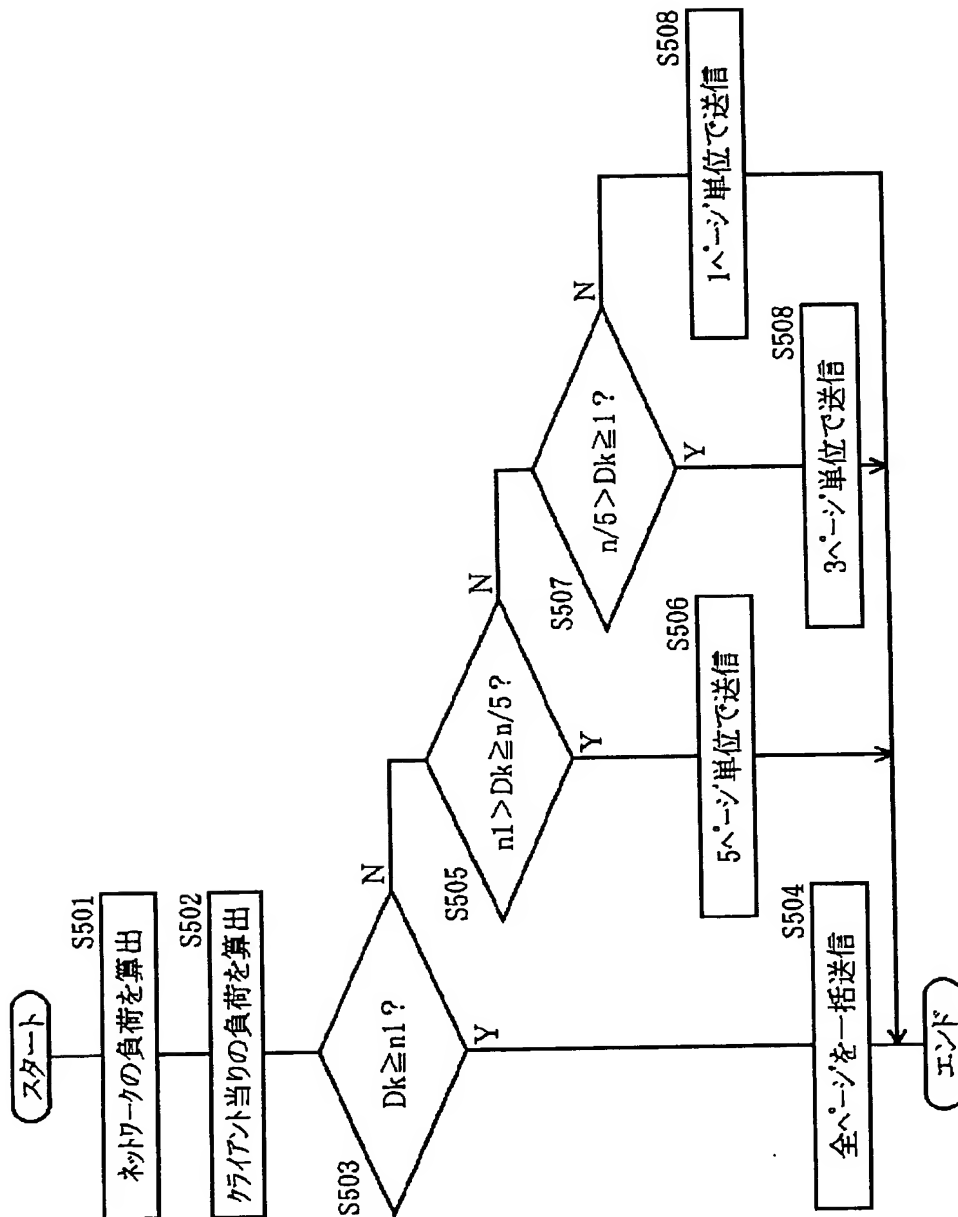 スタート
S501
ネットワークの負荷を算出
S502
クライアント当りの負荷を算出
S503
Dk≧n1?
N
Y
S505
n1>Dk≧n/5?
N
Y
S507
n/5>Dk≧1?
N
Y
S504
全ページを一括送信
S506
5ページ単位で送信
S508
3ページ単位で送信
S508
1ページ単位で送信
エンド